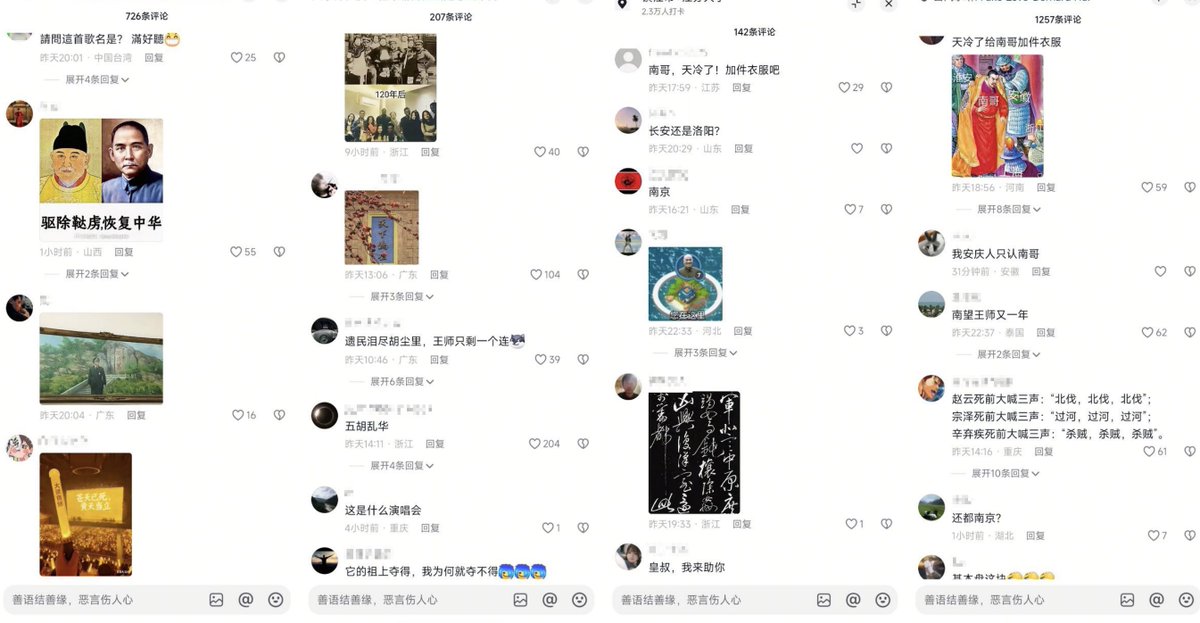 726条评论
請問這首歌名是？ 滿好聽
昨天20:01 · 中国台湾 回复
25
展开4条回复
驱除鞑虏恢复中华
1小时前 · 山西 回复
55
展开2条回复
昨天20:04 · 广东 回复
16
苍天已死
黄天当立
善语结善缘，恶言伤人心
207条评论
120年后
9小时前 · 浙江 回复
40
昨天13:06 · 广东 回复
104
展开3条回复
遗民泪尽胡尘里，王师只剩一个连
昨天10:46 · 广东 回复
39
展开6条回复
五胡乱华
昨天14:11 · 浙江 回复
204
展开4条回复
这是什么演唱会
4小时前 · 重庆 回复
1
它的祖上夺得，我为何就夺不得
善语结善缘，恶言伤人心
2.3万人打卡
142条评论
南哥，天冷了！加件衣服吧
昨天17:59 · 江苏 回复
29
长安还是洛阳？
昨天20:29 · 山东 回复
南京
昨天16:21 · 山东 回复
7
您在这里
昨天22:33 · 河北 回复
3
展开3条回复
昨天19:33 · 浙江 回复
1
皇叔，我来助你
善语结善缘，恶言伤人心
1257条评论
天冷了给南哥加件衣服
淮安
安徽
南哥
浙
昨天18:56 · 河南 回复
59
展开8条回复
我安庆人只认南哥
31分钟前 · 安徽 回复
南望王师又一年
昨天22:37 · 泰国 回复
62
展开2条回复
赵云死前大喊三声：“北伐，北伐，北伐”；
宗泽死前大喊三声：“过河，过河，过河”；
辛弃疾死前大喊三声：“杀贼，杀贼，杀贼”。
昨天14:16 · 重庆 回复
61
展开10条回复
还都南京？
1小时前 · 湖北 回复
7
基本盘这块
善语结善缘，恶言伤人心